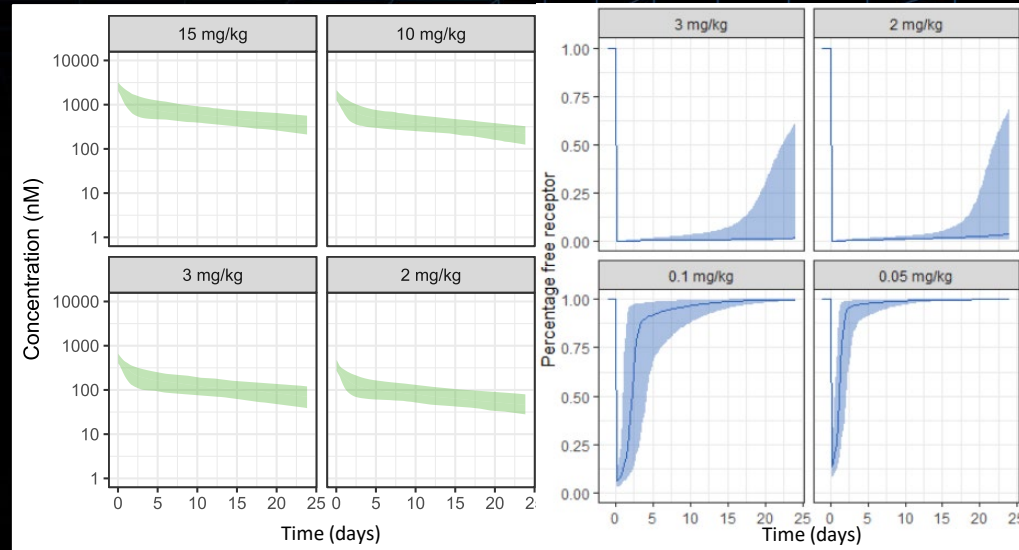 15 mg/kg
10 mg/kg
10000
1000
100
10
1
3 mg/kg
2 mg/kg
10000
1000
100
10
1
0 5 10 15 20 25
0 5 10 15 20 2
Concentration (nM)
Time (days)
3 mg/kg
2 mg/kg
1.00
0.75
0.50
0.25
0.00
0.1 mg/kg
0.05 mg/kg
1.00
0.75
0.50
0.25
0.00
0 5 10 15 20 25
0 5 10 15 20 25
Percentage free receptor
Time (days)